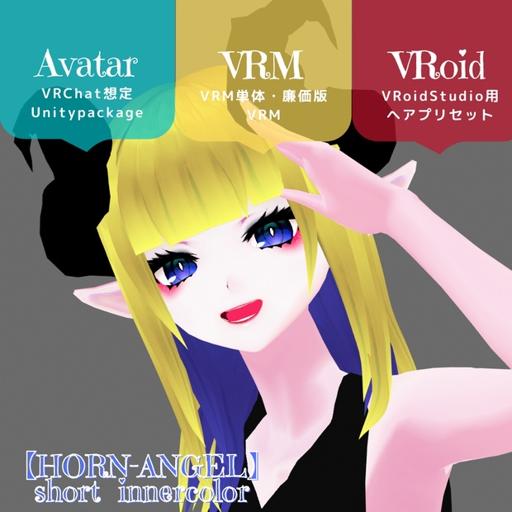 Avatar
VRChat想定
Unitypackage
VRM
VRM単体・廉価版
VRM
VRoid
VRoidStudio用
ヘアプリセット
【HORN-ANGEL】
short innercolor